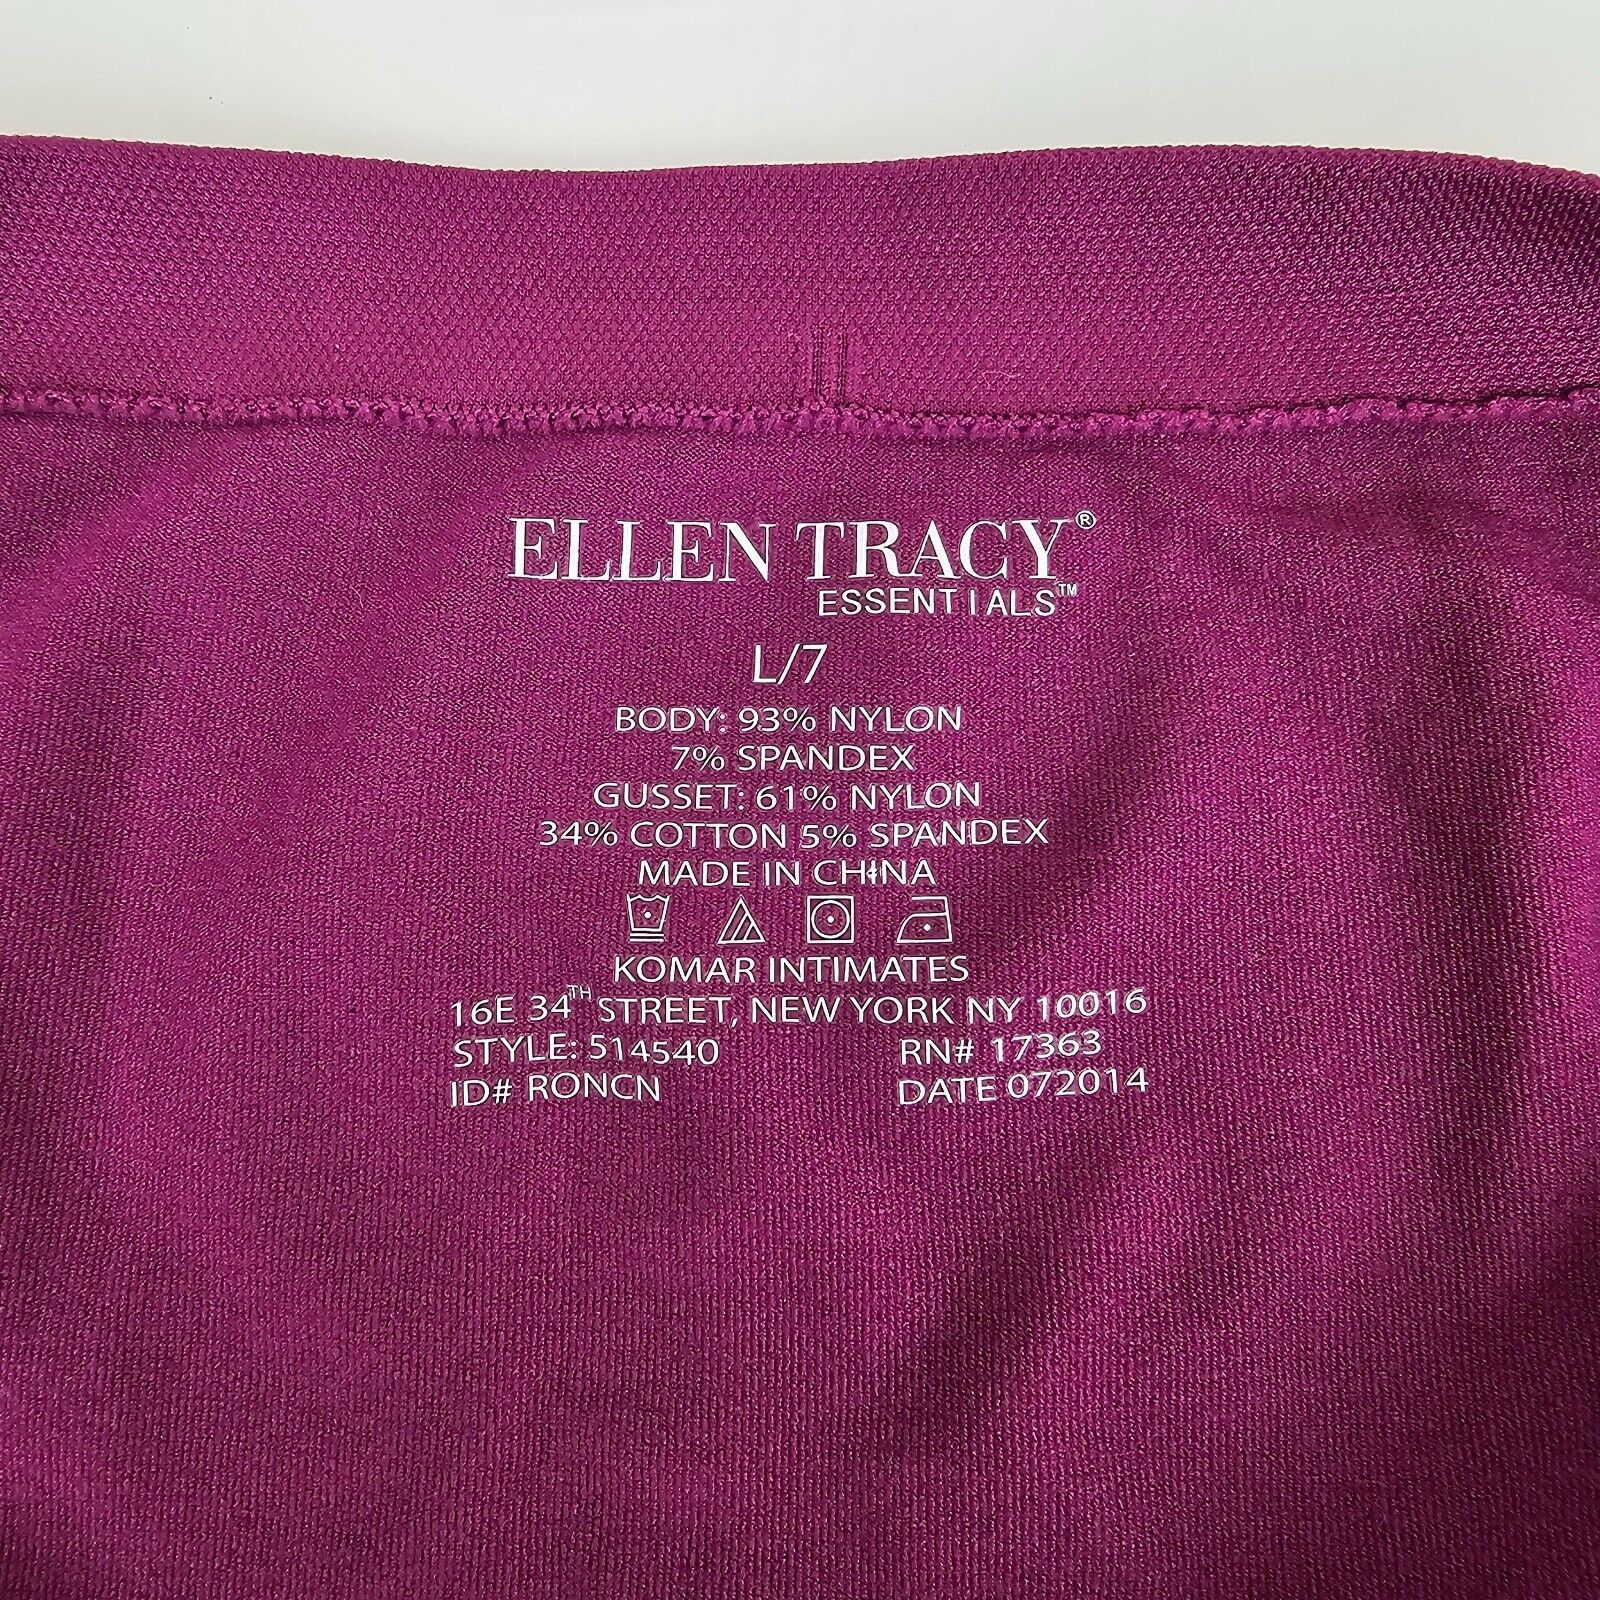 ELLEN TRACY®
ESSENTIALS™
L/7
BODY: 93% NYLON
7% SPANDEX
GUSSET: 61% NYLON
34% COTTON 5% SPANDEX
MADE IN CHINA
KOMAR INTIMATES
16E 34TH STREET, NEW YORK NY 10016
STYLE: 514540 RN# 17363
ID# RONCN DATE 072014